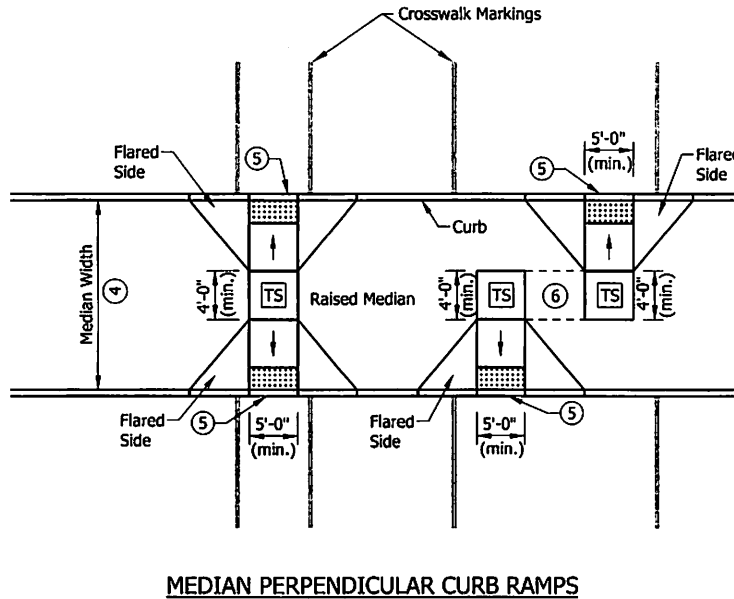 Crosswalk Markings
5'-0"
(min.)
Flared
Side
5
5
Flared
Side
Curb
Median Width
4
4'-0"
(min.)
TS
Raised Median
4'-0"
(min.)
TS
6
TS
4'-0"
(min.)
Flared
Side
5
5'-0"
(min.)
Flared
Side
5'-0"
(min.)
5
MEDIAN PERPENDICULAR CURB RAMPS